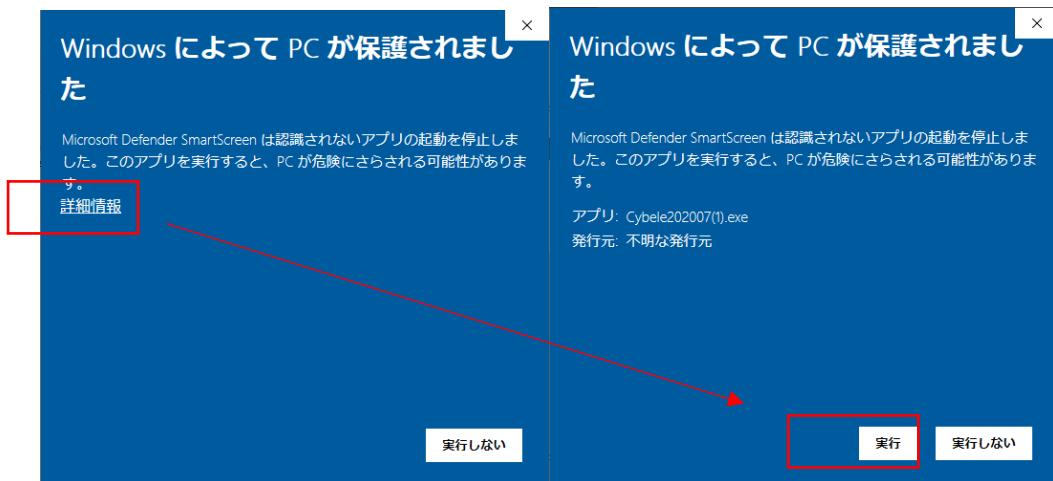 Windows によって PC が保護されまし
た
Microsoft Defender SmartScreen は認識されないアプリの起動を停止しま
した。このアプリを実行すると、PC が危険にさらされる可能性がありま
す。
詳細情報
実行しない
Windows によって PC が保護されまし
た
Microsoft Defender SmartScreen は認識されないアプリの起動を停止しま
した。このアプリを実行すると、PC が危険にさらされる可能性がありま
す。
アプリ: Cybele202007(1).exe
発行元: 不明な発行元
実行 実行しない